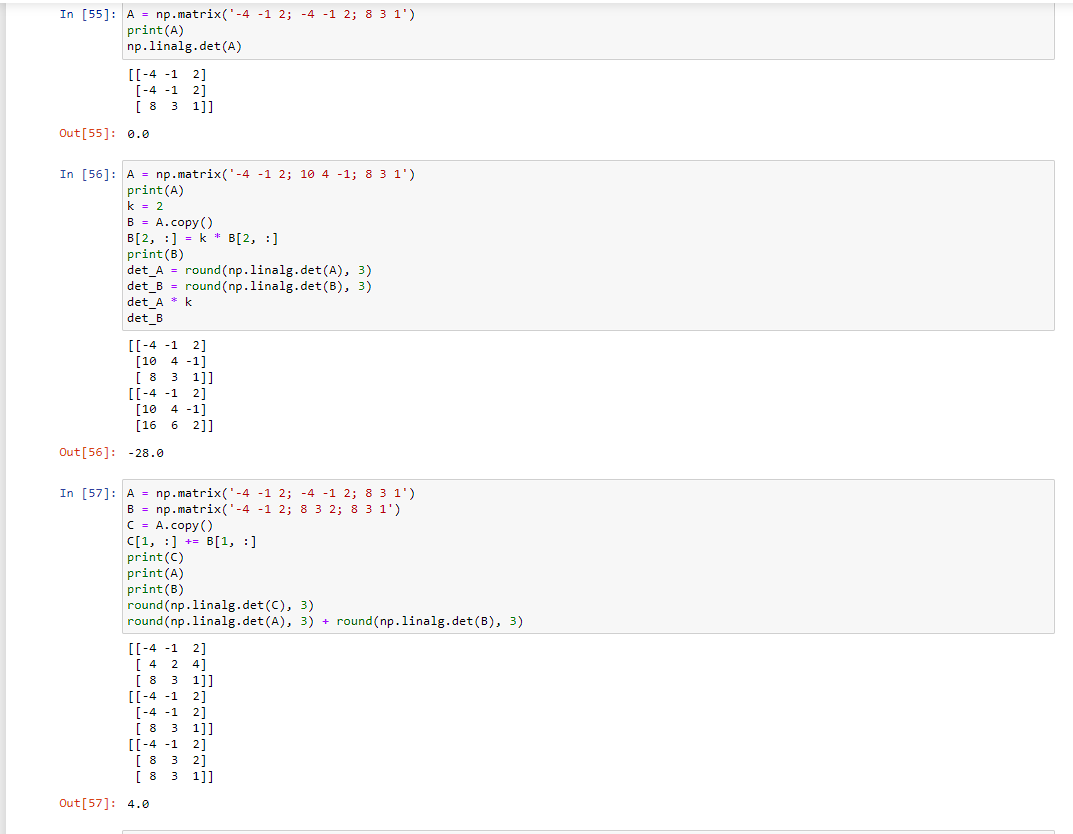 In [55]: A = np.matrix('-4 -1 2; -4 -1 2; 8 3 1')
print(A)
np.linalg.det(A)
[[-4 -1  2]
 [-4 -1  2]
 [ 8  3  1]]
Out[55]: 0.0
In [56]: A = np.matrix('-4 -1 2; 10 4 -1; 8 3 1')
print(A)
k = 2
B = A.copy()
B[2, :] = k * B[2, :]
print(B)
det_A = round(np.linalg.det(A), 3)
det_B = round(np.linalg.det(B), 3)
det_A * k
det_B
[[-4 -1  2]
 [10  4 -1]
 [ 8  3  1]]
[[-4 -1  2]
 [10  4 -1]
 [16  6  2]]
Out[56]: -28.0
In [57]: A = np.matrix('-4 -1 2; -4 -1 2; 8 3 1')
B = np.matrix('-4 -1 2; 8 3 2; 8 3 1')
C = A.copy()
C[1, :] += B[1, :]
print(C)
print(A)
print(B)
round(np.linalg.det(C), 3)
round(np.linalg.det(A), 3) + round(np.linalg.det(B), 3)
[[-4 -1  2]
 [ 4  2  4]
 [ 8  3  1]]
[[-4 -1  2]
 [-4 -1  2]
 [ 8  3  1]]
[[-4 -1  2]
 [ 8  3  2]
 [ 8  3  1]]
Out[57]: 4.0